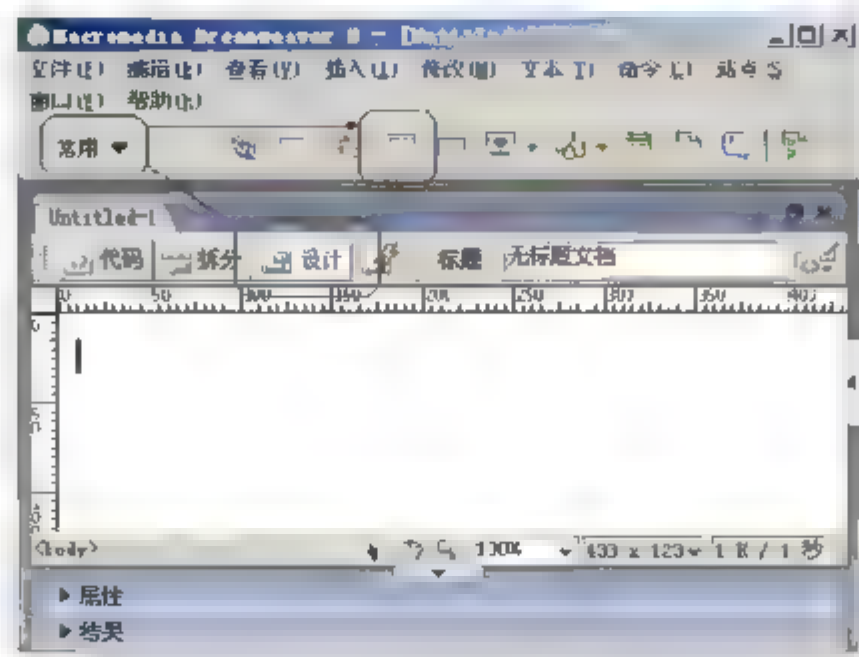 Macromedia Dreamweaver 8 - [Untitled
文件(F) 编辑(E) 查看(V) 插入(I) 修改(M) 文本(T) 命令(C) 站点(S)
窗口(W) 帮助(H)
常用
Untitled-1
代码 拆分 设计 标题 无标题文档
0 50 100 150 200 250 300 350 400
0
50
<body> 100% 433 x 123 1 K / 1 秒
属性
结果